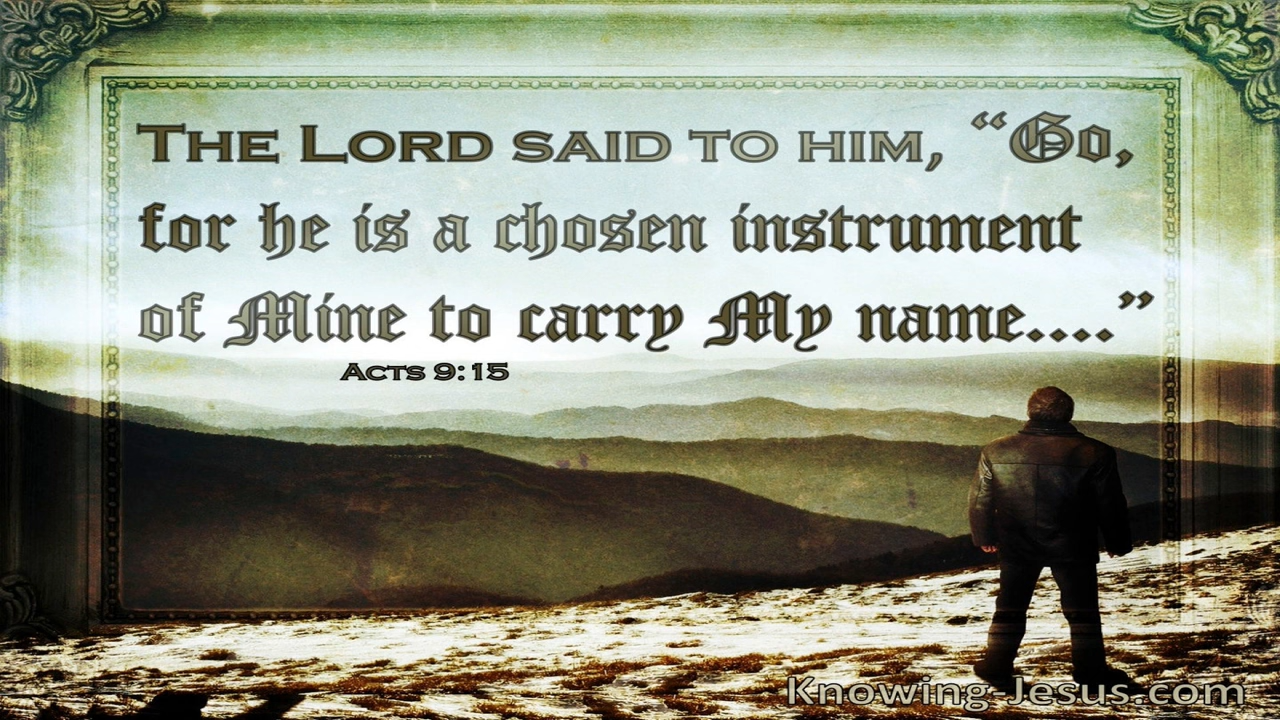 The Lord said to him, “Go,
for he is a chosen instrument
of Mine to carry My name....”
Acts 9:15
Knowing-Jesus.com